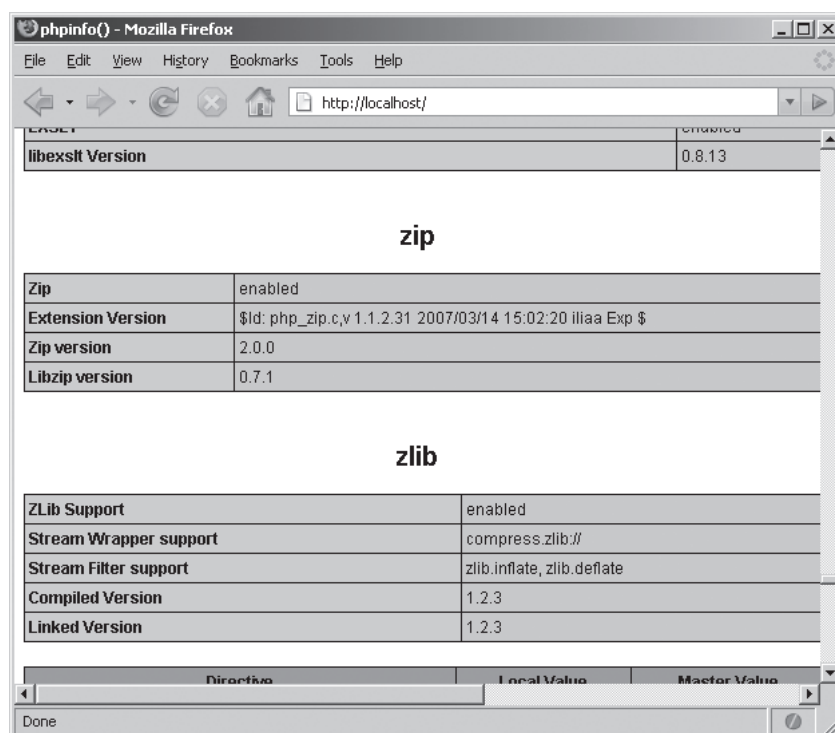 phpinfo() - Mozilla Firefox
File Edit View History Bookmarks Tools Help
http://localhost/
EXSLT enabled
libexslt Version 0.8.13
zip
Zip enabled
Extension Version $Id: php_zip.c,v 1.1.2.31 2007/03/14 15:02:20 iliaa Exp $
Zip version 2.0.0
Libzip version 0.7.1
zlib
ZLib Support enabled
Stream Wrapper support compress.zlib://
Stream Filter support zlib.inflate, zlib.deflate
Compiled Version 1.2.3
Linked Version 1.2.3
Directive Local Value Master Value
Done